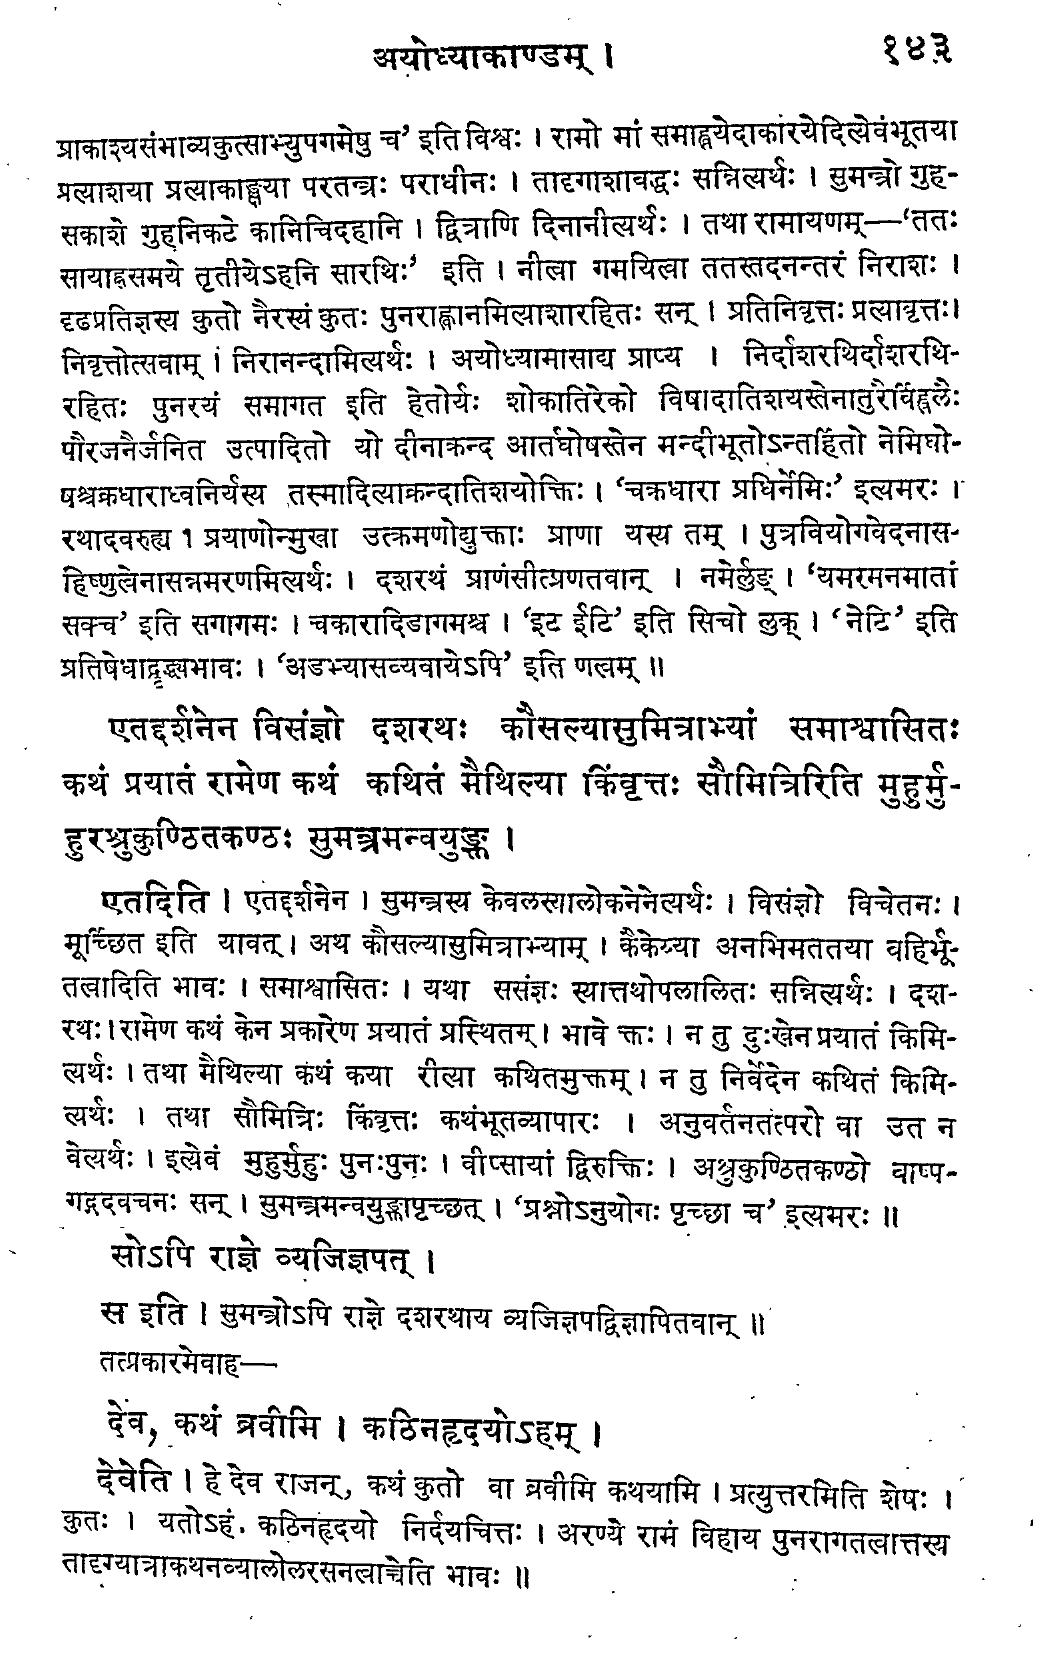 अयोध्याकाण्डम् । १४३
प्राकाश्यसंभाव्यकुत्साभ्युपगमेषु च’ इति विश्वः । रामो मां समाह्वयेदाकारयेदित्येवंभूतया
प्रत्याशया प्रत्याकाङ्क्षया परतन्त्रः पराधीनः । तादृगाशाबद्धः सन्नित्यर्थः । सुमन्त्रो गुह-
सकाशे गुहनिकटे कानिचिदहानि । द्वित्राणि दिनानीत्यर्थः । तथा रामायणम्—‘ततः
सायाह्नसमये तृतीयेऽहनि सारथिः’ इति । नीत्वा गमयित्वा ततस्तदनन्तरं निराशः ।
दृढप्रतिज्ञस्य कुतो नैरस्यं कुतः पुनराह्वानमित्याशारहितः सन् । प्रतिनिवृत्तः प्रत्यावृत्तः।
निवृत्तोत्सवाम् । निरानन्दामित्यर्थः । अयोध्यामासाद्य प्राप्य । निर्दाशरथिर्दाशरथि-
रहितः पुनरयं समागत इति हेतोर्यः शोकातिरेको विषादातिशयस्तेनातुरैर्विह्वलैः
पौरजनैर्जनित उत्पादितो यो दीनाक्रन्द आर्तघोषस्तेन मन्दीभूतोऽन्तर्हितो नेमिघो-
षश्चक्रधाराध्वनिर्यस्य तस्मादित्याक्रन्दातिशयोक्तिः । ‘चक्रधारा प्रधिर्नेमिः’ इत्यमरः ।
रथादवरुह्य १ प्रयाणोन्मुखा उत्क्रमणोद्युक्ताः प्राणा यस्य तम् । पुत्रवियोगवेदनास-
हिष्णुत्वेनासन्नमरणमित्यर्थः । दशरथं प्राणंसीत्प्रणतवान् । नमेर्लुङ् । ‘यमरमनमातां
सक्च’ इति सगागमः । चकारादिडागमश्च । ‘इट ईटि’ इति सिचो लुक् । ‘नेटि’ इति
प्रतिषेधाद्वृद्ध्यभावः । ‘अडभ्यासव्यवायेऽपि’ इति णत्वम् ॥
एतद्दर्शनेन विसंज्ञो दशरथः कौसल्यासुमित्राभ्यां समाश्वासितः
कथं प्रयातं रामेण कथं कथितं मैथिल्या किंवृत्तः सौमित्रिरिति मुहुर्मु-
हुरश्रुकुण्ठितकण्ठः सुमन्त्रमन्वयुङ्क्त ।
एतदिति । एतद्दर्शनेन । सुमन्त्रस्य केवलस्यालोकनेनेत्यर्थः । विसंज्ञो विचेतनः ।
मूर्च्छित इति यावत् । अथ कौसल्यासुमित्राभ्याम् । कैकेय्या अनभिमततया बहिर्भू-
तत्वादिति भावः । समाश्वासितः । यथा ससंज्ञः स्यात्तथोपलालितः सन्नित्यर्थः । दश-
रथः।रामेण कथं केन प्रकारेण प्रयातं प्रस्थितम् । भावे क्तः । न तु दुःखेन प्रयातं किमि-
त्यर्थः । तथा मैथिल्या कथं कया रीत्या कथितमुक्तम् । न तु निर्वेदेन कथितं किमि-
त्यर्थः । तथा सौमित्रिः किंवृत्तः कथंभूतव्यापारः । अनुवर्तनतत्परो वा उत न
वेत्यर्थः । इत्येवं मुहुर्मुहुः पुनःपुनः । वीप्सायां द्विरुक्तिः । अश्रुकुण्ठितकण्ठो बाष्प-
गद्गदवचनः सन् । सुमन्त्रमन्वयुङ्क्तापृच्छत् । ‘प्रश्नोऽनुयोगः पृच्छा च’ इत्यमरः ॥
सोऽपि राज्ञे व्यजिज्ञपत् ।
स इति । सुमन्त्रोऽपि राज्ञे दशरथाय व्यजिज्ञपद्विज्ञापितवान् ॥
तत्प्रकारमेवाह—
देव, कथं ब्रवीमि । कठिनहृदयोऽहम् ।
देवेति । हे देव राजन्, कथं कुतो वा ब्रवीमि कथयामि । प्रत्युत्तरमिति शेषः ।
कुतः । यतोऽहं. कठिनहृदयो निर्दयचित्तः । अरण्ये रामं विहाय पुनरागतत्वात्तस्य
तादृग्यात्राकथनव्यालोलरसनत्वाच्चेति भावः ॥